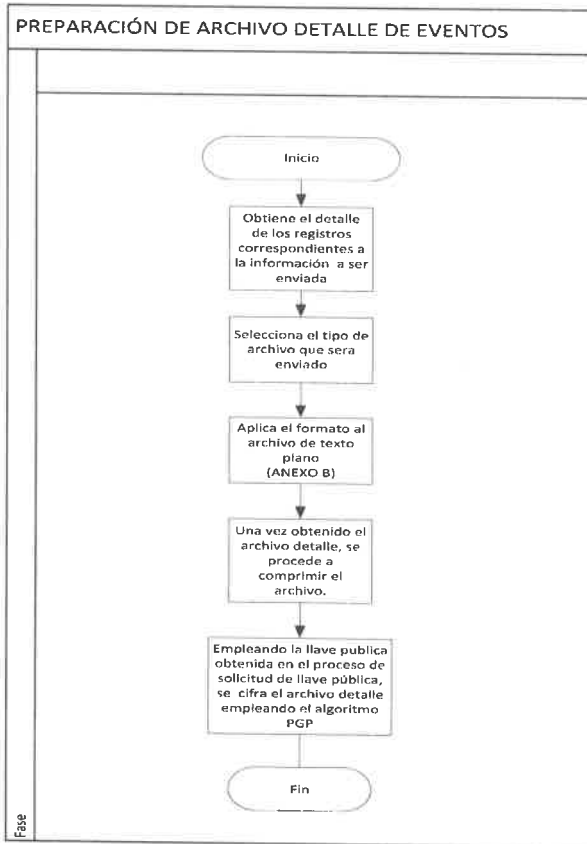 PREPARACIÓN DE ARCHIVO DETALLE DE EVENTOS
Inicio
Obtiene el detalle
de los registros
correspondientes a
la información a ser
enviada
Selecciona el tipo de
archivo que sera
enviado
Aplica el formato al
archivo de texto
plano
(ANEXO B)
Una vez obtenido el
archivo detalle, se
procede a
comprimir el
archivo.
Empleando la llave publica
obtenida en el proceso de
solicitud de llave pública,
se cifra el archivo detalle
empleando el algoritmo
PGP
Fin
Fase